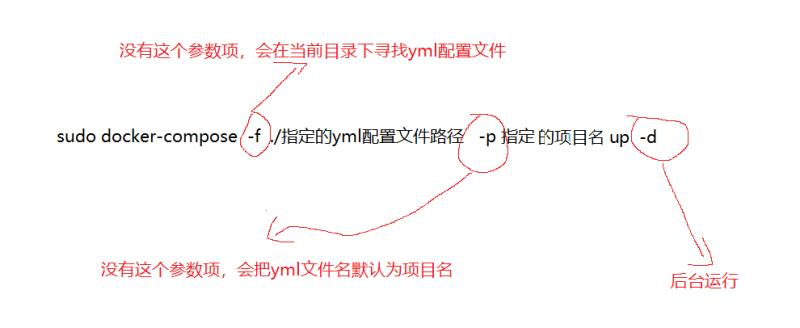 没有这个参数项，会在当前目录下寻找yml配置文件
sudo docker-compose -f ./指定的yml配置文件路径 -p 指定的项目名 up -d
没有这个参数项，会把yml文件名默认为项目名
后台运行